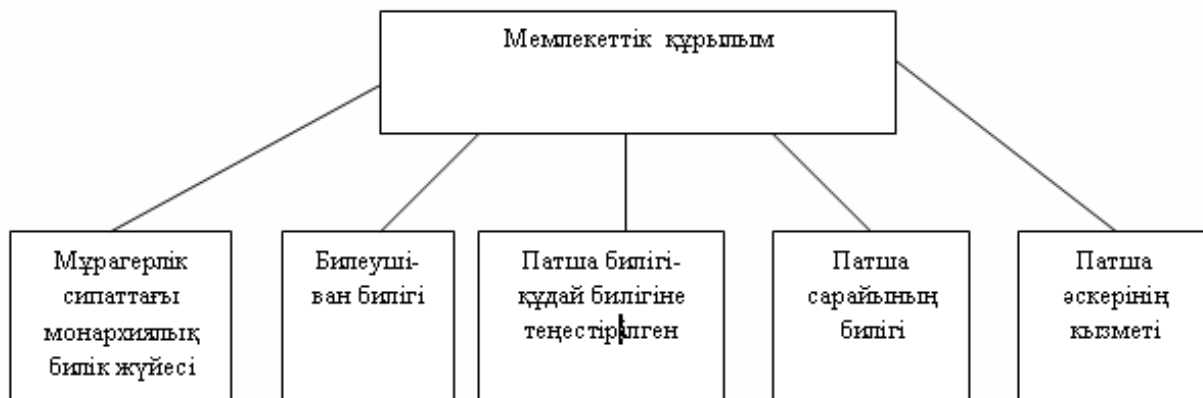 Мемлекеттік құрылым
Мұрагерлік
сипаттағы
монархиялық
билік жүйесі
Билеуші-
ван билігі
Патша билігі-
құдай билігіне
теңестірілген
Патша
сарайының
билігі
Патша
әскерінің
кызметі